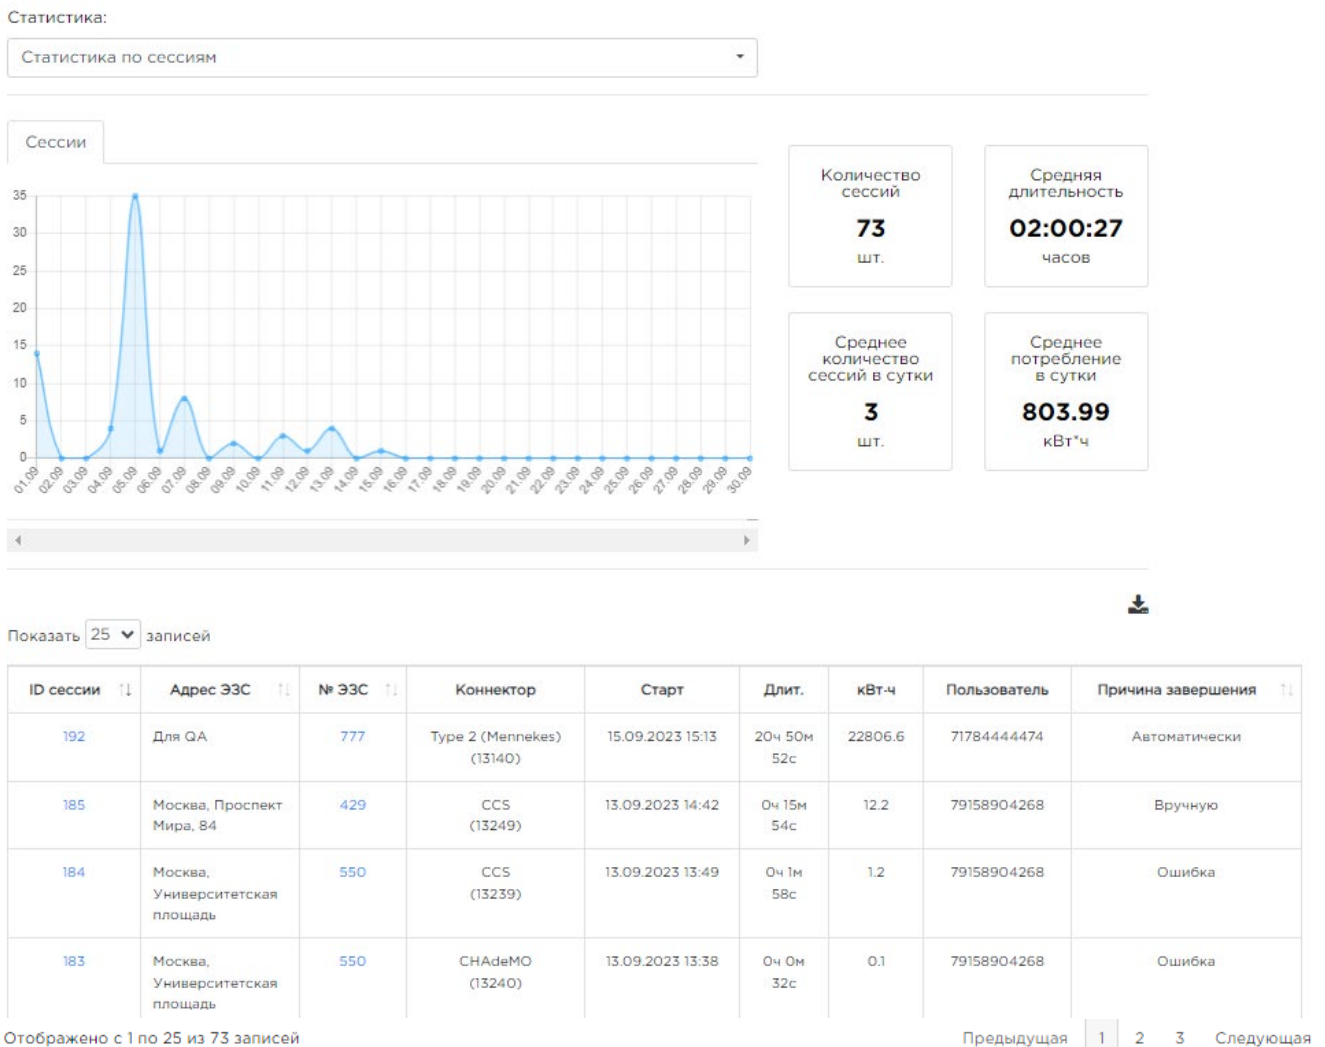 Статистика:
Статистика по сессиям
Сессии
35
30
25
20
15
10
5
0
01.09 02.09 03.09 04.09 05.09 06.09 07.09 08.09 09.09 10.09 11.09 12.09 13.09 14.09 15.09 16.09 17.09 18.09 19.09 20.09 21.09 22.09 23.09 24.09 25.09 26.09 27.09 28.09 29.09 30.09
Количество
сессий
73
шт.
Средняя
длительность
02:00:27
часов
Среднее
количество
сессий в сутки
3
шт.
Среднее
потребление
в сутки
803.99
кВт*ч
Показать 25 записей
ID сессии Адрес ЭЗС № ЭЗС Коннектор Старт Длит. кВт-ч Пользователь Причина завершения
192 Для QA 777 Type 2 (Mennekes) 15.09.2023 15:13 20ч 50м 22806.6 71784444474 Автоматически
(13140) 52с
185 Москва, Проспект 429 CCS 13.09.2023 14:42 0ч 15м 12.2 79158904268 Вручную
Мира, 84 (13249) 54с
184 Москва, 550 CCS 13.09.2023 13:49 0ч 1м 1.2 79158904268 Ошибка
Университетская (13239) 58с
площадь
183 Москва, 550 CHAdeMO 13.09.2023 13:38 0ч 0м 0.1 79158904268 Ошибка
Университетская (13240) 32с
площадь
Отображено с 1 по 25 из 73 записей Предыдущая 1 2 3 Следующая